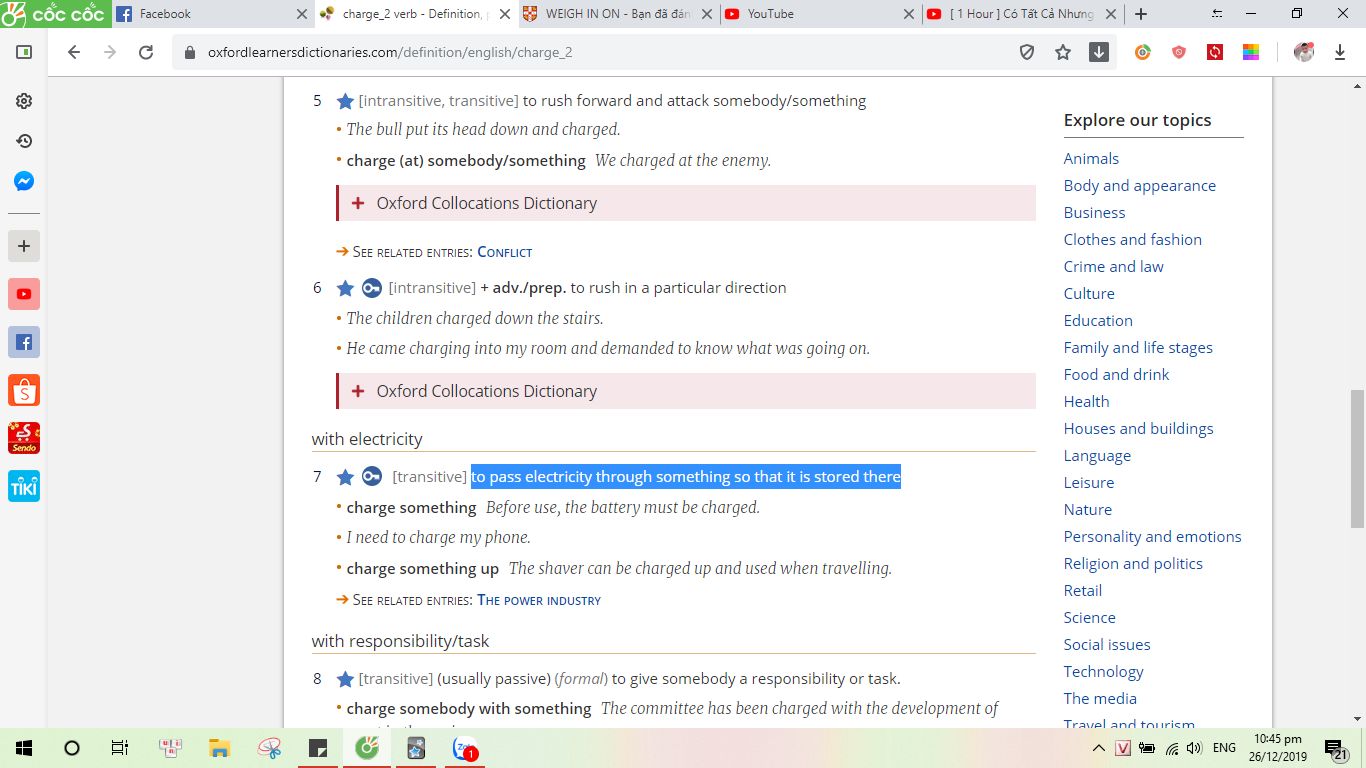 cốc cốc
Facebook
charge_2 verb - Definition, p
WEIGH IN ON - Bạn đã đán
YouTube
[ 1 Hour ] Có Tất Cả Nhưng
oxfordlearnersdictionaries.com/definition/english/charge_2
5 [intransitive, transitive] to rush forward and attack somebody/something
• The bull put its head down and charged.
• charge (at) somebody/something We charged at the enemy.
+ Oxford Collocations Dictionary
➔ SEE RELATED ENTRIES: CONFLICT
6 [intransitive] + adv./prep. to rush in a particular direction
• The children charged down the stairs.
• He came charging into my room and demanded to know what was going on.
+ Oxford Collocations Dictionary
with electricity
7 [transitive] to pass electricity through something so that it is stored there
• charge something Before use, the battery must be charged.
• I need to charge my phone.
• charge something up The shaver can be charged up and used when travelling.
➔ SEE RELATED ENTRIES: THE POWER INDUSTRY
with responsibility/task
8 [transitive] (usually passive) (formal) to give somebody a responsibility or task.
• charge somebody with something The committee has been charged with the development of
Explore our topics
Animals
Body and appearance
Business
Clothes and fashion
Crime and law
Culture
Education
Family and life stages
Food and drink
Health
Houses and buildings
Language
Leisure
Nature
Personality and emotions
Religion and politics
Retail
Science
Social issues
Technology
The media
Travel and tourism
Sendo
TIKI
Zalo
1
V
ENG
10:45 pm
26/12/2019
21